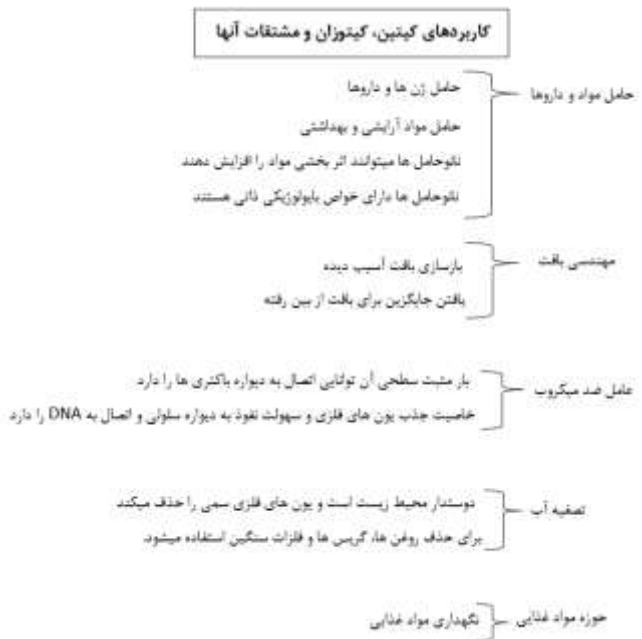 کاربردهای کیتین، کیتوزان و مشتقات آنها
حامل مواد و داروها
حامل ژن ها و داروها
حامل مواد آرایشی و بهداشتی
نانوحامل ها میتوانند اثر بخشی مواد را افزایش دهند
نانوحامل ها دارای خواص بایولوژیکی ذاتی هستند
مهندسی بافت
بازسازی بافت آسیب دیده
یافتن جایگزین برای بافت از بین رفته
عامل ضد میکروب
بار مثبت سطحی آن توانایی اتصال به دیواره باکتری ها را دارد
خاصیت جذب یون های فلزی و سهولت نفوذ به دیواره سلولی و اتصال به DNA را دارد
تصفیه آب
دوستدار محیط زیست است و یون های فلزی سمی را حذف میکند
برای حذف روغن ها، گریس ها و فلزات سنگین استفاده میشود.
حوزه مواد غذایی
نگهداری مواد غذایی